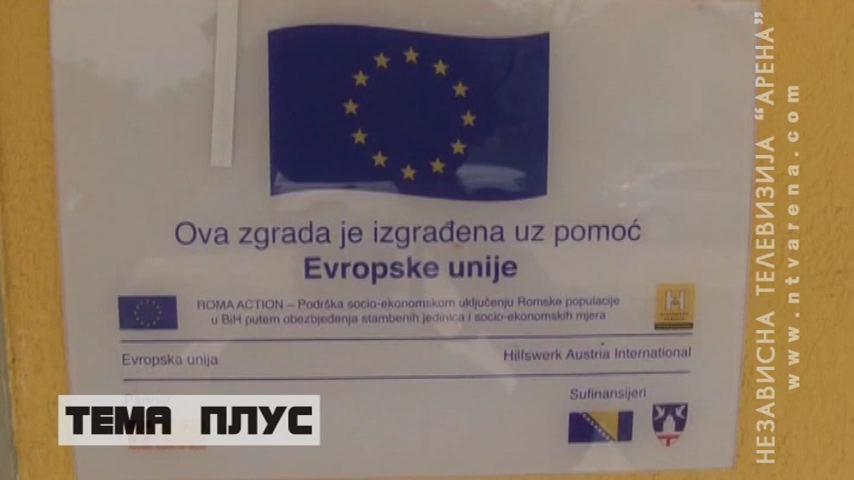 Ova zgrada je izgrađena uz pomoć
Evropske unije
ROMA ACTION – Podrška socio-ekonomskom uključenju Romske populacije
u BiH putem obezbjeđenja stambenih jedinica i socio-ekonomskih mjera
Evropska unija
Hilfswerk Austria International
Sufinansijeri
ТЕМА ПЛУС
НЕЗАВИСНА ТЕЛЕВИЗИЈА “АРЕНА”
www.ntvarena.com